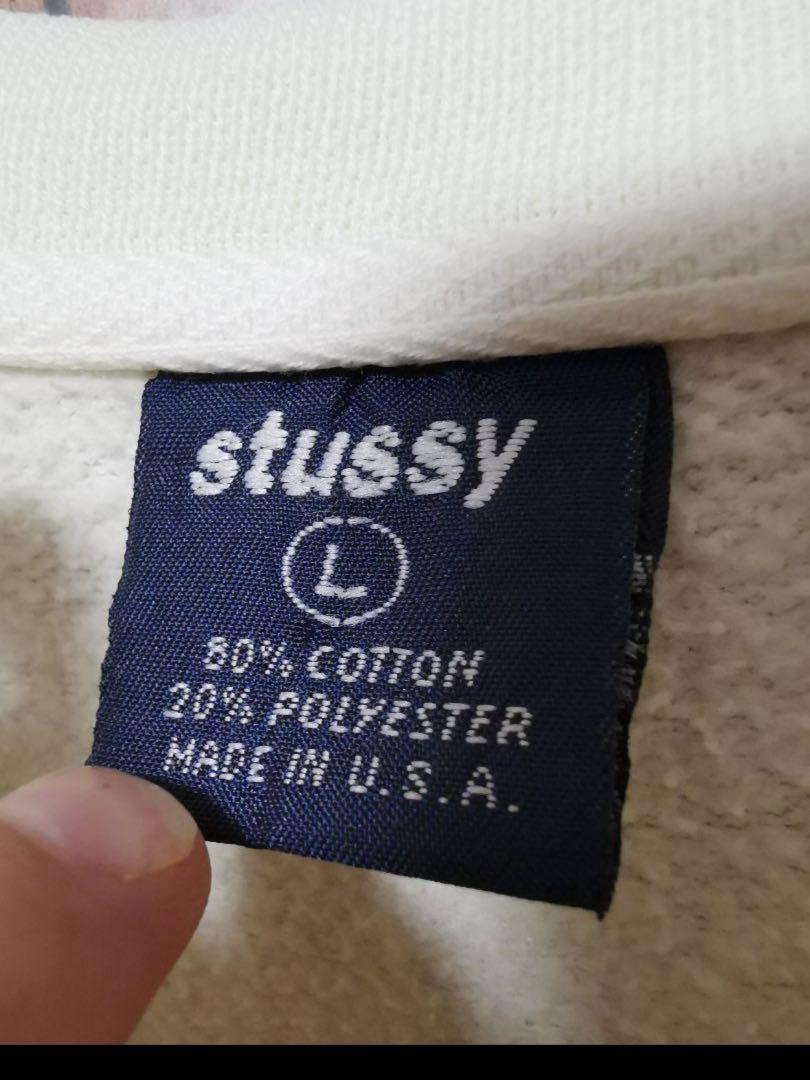 stussy
L
80% COTTON
20% POLYESTER
MADE IN U.S.A.